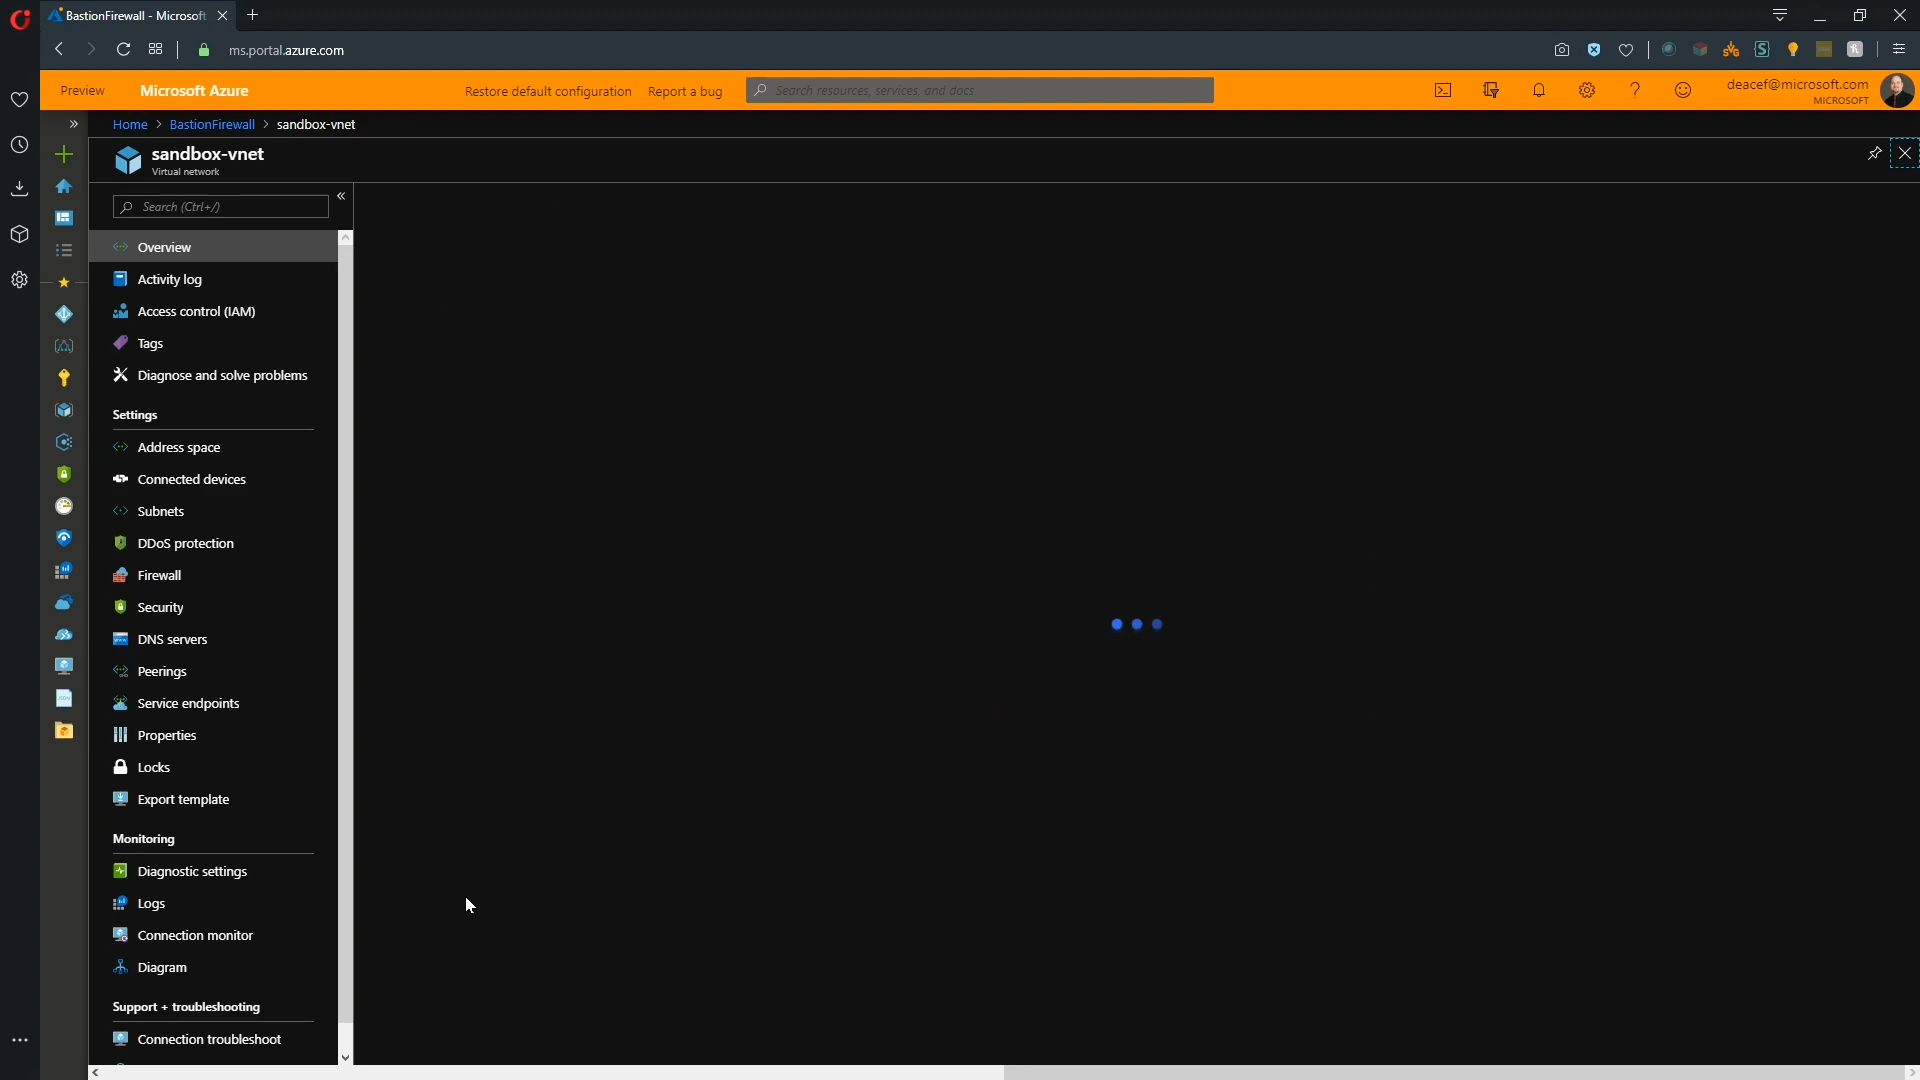 BastionFirewall - Microsoft
ms.portal.azure.com
Preview
Microsoft Azure
Restore default configuration
Report a bug
Search resources, services, and docs
deacef@microsoft.com
MICROSOFT
Home > BastionFirewall > sandbox-vnet
sandbox-vnet
Virtual network
Search (Ctrl+/)
Overview
Activity log
Access control (IAM)
Tags
Diagnose and solve problems
Settings
Address space
Connected devices
Subnets
DDoS protection
Firewall
Security
DNS servers
Peerings
Service endpoints
Properties
Locks
Export template
Monitoring
Diagnostic settings
Logs
Connection monitor
Diagram
Support + troubleshooting
Connection troubleshoot